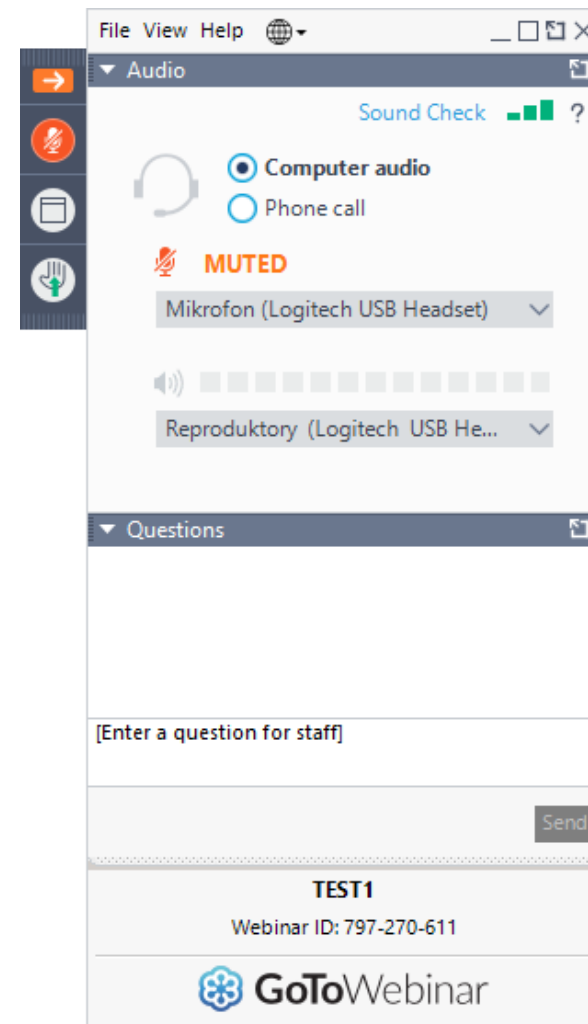 File View Help
Audio
Sound Check ?
Computer audio
Phone call
MUTED
Mikrofon (Logitech USB Headset)
Reproduktory (Logitech USB He...
Questions
[Enter a question for staff]
Send
TEST1
Webinar ID: 797-270-611
GoToWebinar